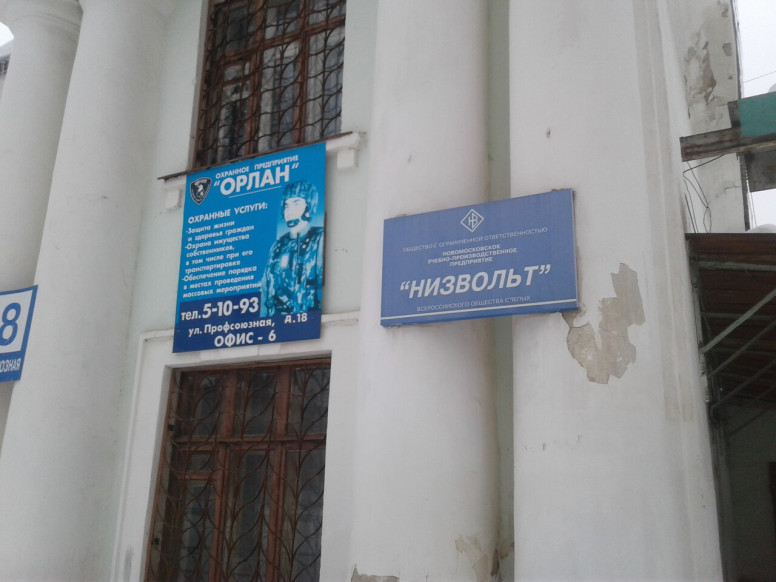 8
ОХРАННОЕ ПРЕДПРИЯТИЕ
"ОРЛАН"
ОХРАННЫЕ УСЛУГИ:
-Защита жизни
и здоровья граждан
-Охрана имущества
собственников,
в том числе при его
транспортировке
-Обеспечение порядка
в местах проведения
массовых мероприятий
тел. 5-10-93
ул. Профсоюзная, д.18
ОФИС - 6
ОБЩЕСТВО С ОГРАНИЧЕННОЙ ОТВЕТСТВЕННОСТЬЮ
НОВОМОСКОВСКОЕ
УЧЕБНО-ПРОИЗВОДСТВЕННОЕ
ПРЕДПРИЯТИЕ
"НИЗВОЛЬТ"
ВСЕРОССИЙСКОГО ОБЩЕСТВА СЛЕПЫХ